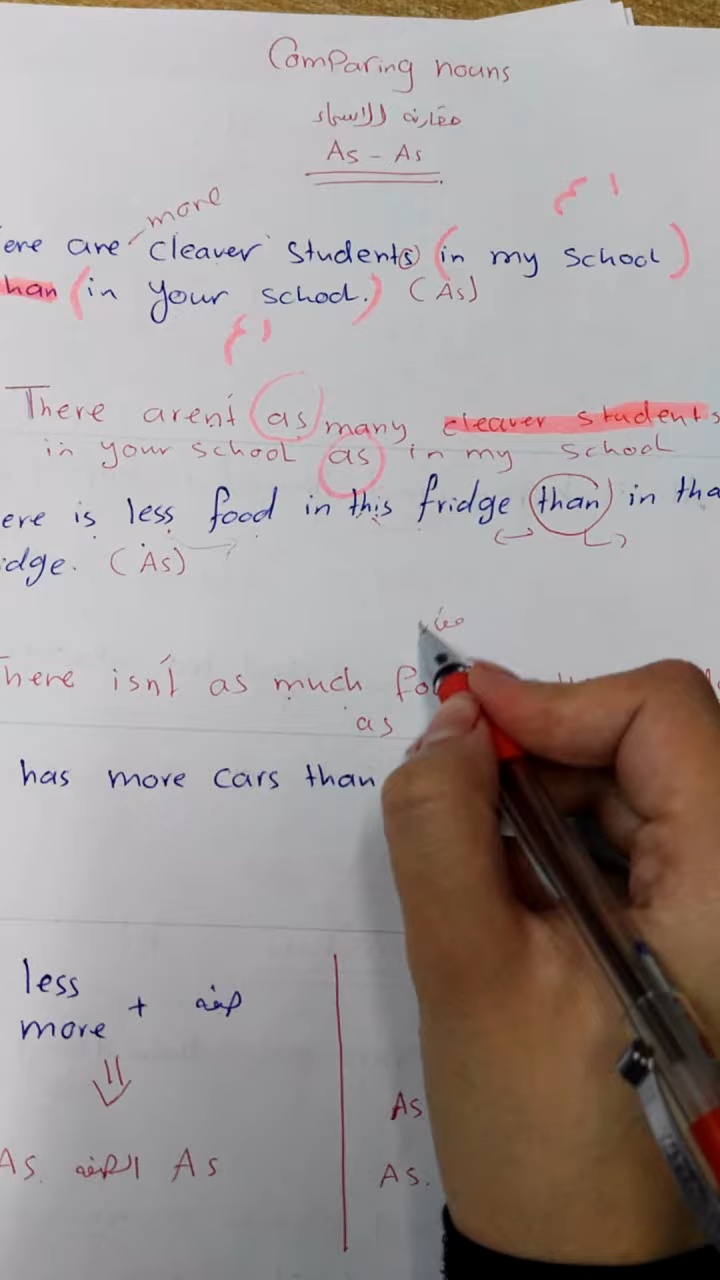 Comparing nouns
مقارنة الاسماء
As - As
more
ere are cleaver students in my school
han in your school. (As)
There aren't as many cleaver students
in your school as in my school
ere is less food in this fridge than in tha
idge. (As)
There isn't as much fo
as
has more cars than
less
more + صفة
As الصفة As
As
As.